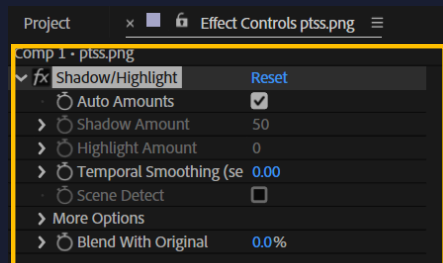 Project × Effect Controls ptss.png
Comp 1 • ptss.png
fx Shadow/Highlight Reset
Auto Amounts
Shadow Amount 50
Highlight Amount 0
Temporal Smoothing (se 0.00
Scene Detect
More Options
Blend With Original 0.0%